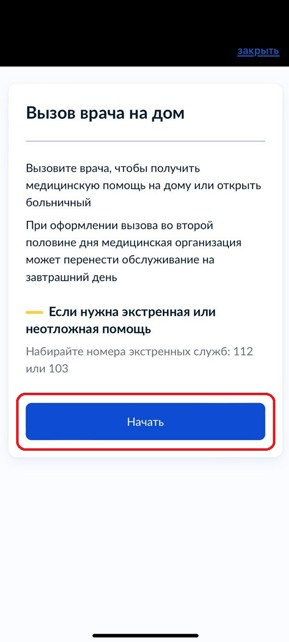 закрыть
Вызов врача на дом
Вызовите врача, чтобы получить
медицинскую помощь на дому или открыть
больничный
При оформлении вызова во второй
половине дня медицинская организация
может перенести обслуживание на
завтрашний день
Если нужна экстренная или
неотложная помощь
Набирайте номера экстренных служб: 112
или 103
Начать